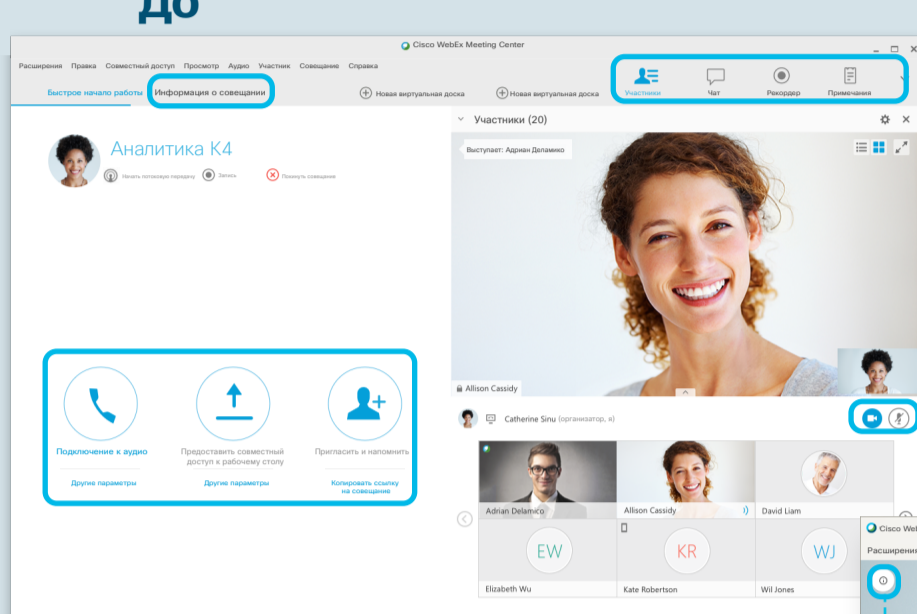 До
Cisco WebEx Meeting Center
Расширения Правка Совместный доступ Просмотр Аудио Участник Совещание Справка
Быстрое начало работы Информация о совещании Новая виртуальная доска Новая виртуальная доска
Участники Чат Рекордер Примечания
Участники (20)
Выступает: Адриан Деламико
Аналитика К4
Начать потоковую передачу Запись Покинуть совещание
Allison Cassidy
Catherine Sinu (организатор, я)
Подключение к аудио
Другие параметры
Предоставить совместный
доступ к рабочему столу
Другие параметры
Пригласить и напомнить
Копировать ссылку
на совещание
Adrian Delamico Allison Cassidy David Liam
EW KR WJ
Elizabeth Wu Kate Robertson Wil Jones
Cisco Web
Расширения